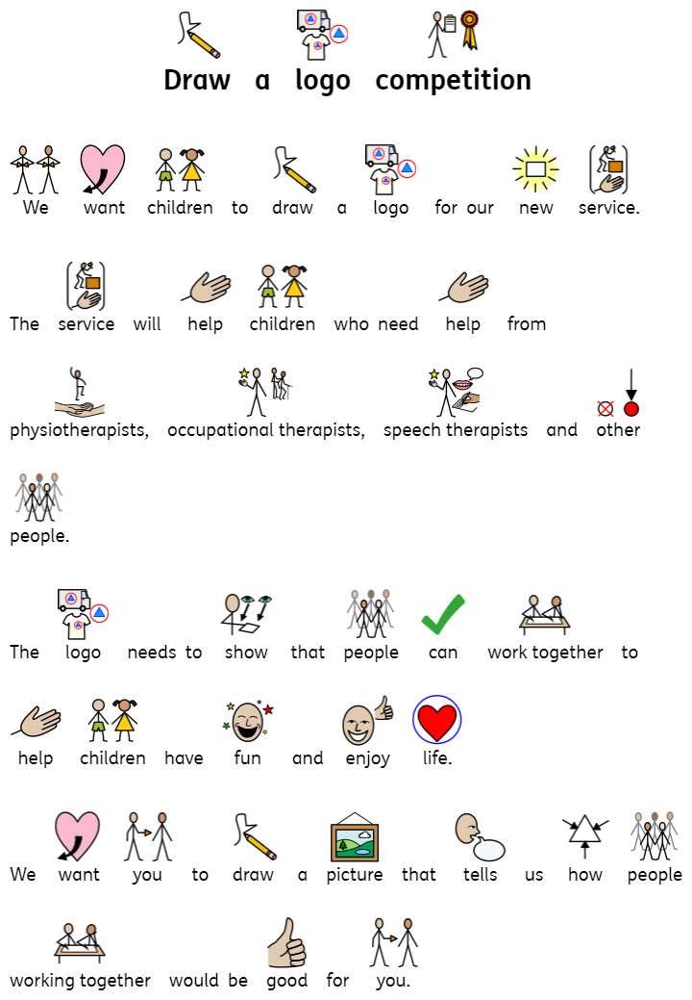 Draw a logo competition
We want children to draw a logo for our new service.
The service will help children who need help from
physiotherapists, occupational therapists, speech therapists and other
people.
The logo needs to show that people can work together to
help children have fun and enjoy life.
We want you to draw a picture that tells us how people
working together would be good for you.